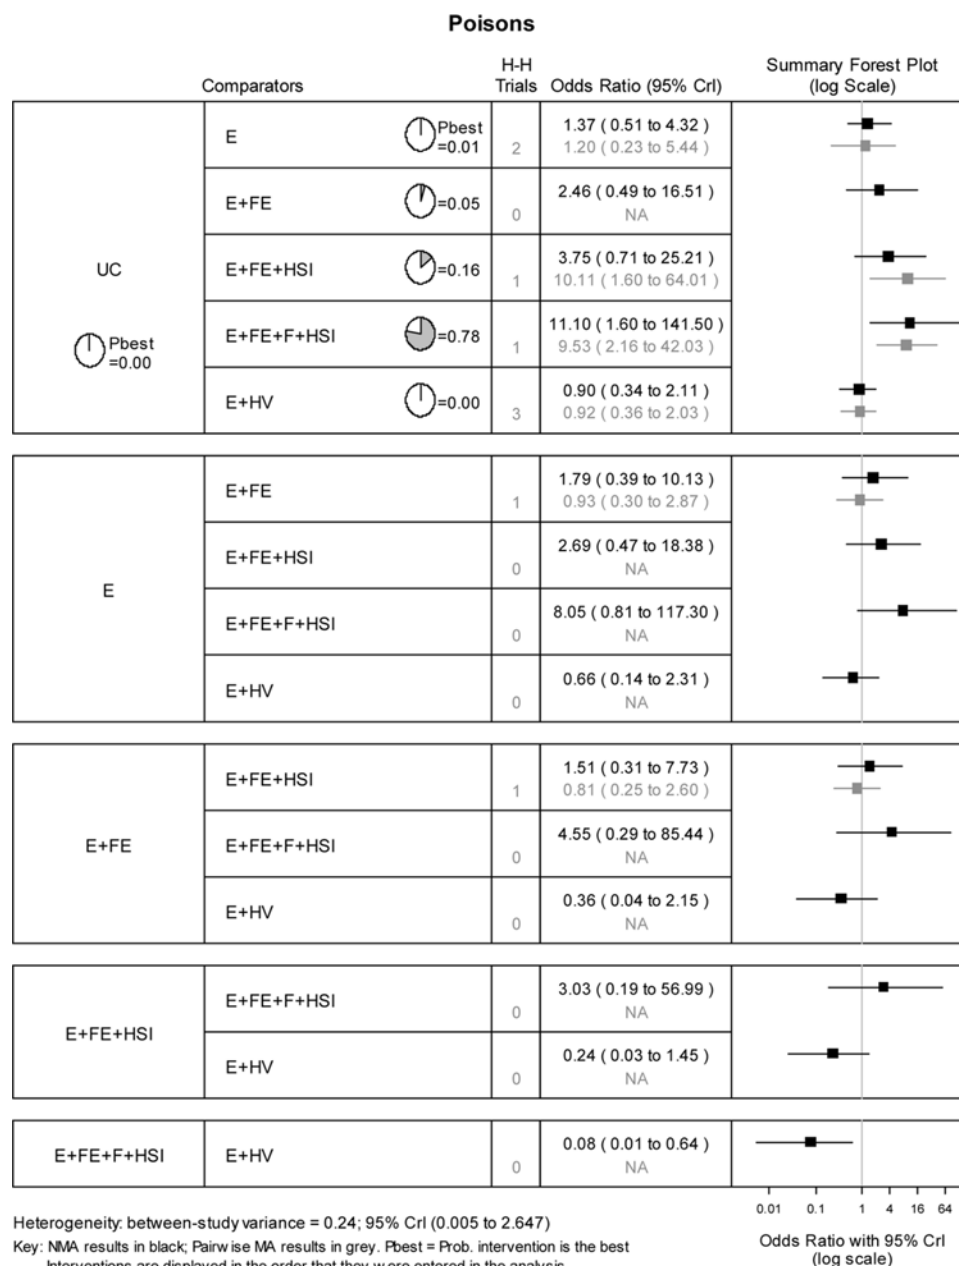 Poisons
Comparators
H-H
Trials
Odds Ratio (95% CrI)
Summary Forest Plot
(log Scale)
UC
Pbest
=0.00
E
Pbest
=0.01
2
1.37 ( 0.51 to 4.32 )
1.20 ( 0.23 to 5.44 )
E+FE
=0.05
0
2.46 ( 0.49 to 16.51 )
NA
E+FE+HSI
=0.16
1
3.75 ( 0.71 to 25.21 )
10.11 ( 1.60 to 64.01 )
E+FE+F+HSI
=0.78
1
11.10 ( 1.60 to 141.50 )
9.53 ( 2.16 to 42.03 )
E+HV
=0.00
3
0.90 ( 0.34 to 2.11 )
0.92 ( 0.36 to 2.03 )
E
E+FE
1
1.79 ( 0.39 to 10.13 )
0.93 ( 0.30 to 2.87 )
E+FE+HSI
0
2.69 ( 0.47 to 18.38 )
NA
E+FE+F+HSI
0
8.05 ( 0.81 to 117.30 )
NA
E+HV
0
0.66 ( 0.14 to 2.31 )
NA
E+FE
E+FE+HSI
1
1.51 ( 0.31 to 7.73 )
0.81 ( 0.25 to 2.60 )
E+FE+F+HSI
0
4.55 ( 0.29 to 85.44 )
NA
E+HV
0
0.36 ( 0.04 to 2.15 )
NA
E+FE+HSI
E+FE+F+HSI
0
3.03 ( 0.19 to 56.99 )
NA
E+HV
0
0.24 ( 0.03 to 1.45 )
NA
E+FE+F+HSI
E+HV
0
0.08 ( 0.01 to 0.64 )
NA
0.01 0.1 1 4 16 64
Odds Ratio with 95% CrI
(log scale)
Heterogeneity: between-study variance = 0.24; 95% CrI (0.005 to 2.647)
Key: NMA results in black; Pairwise MA results in grey. Pbest = Prob. intervention is the best
Interventions are displayed in the order that they were entered in the analysis